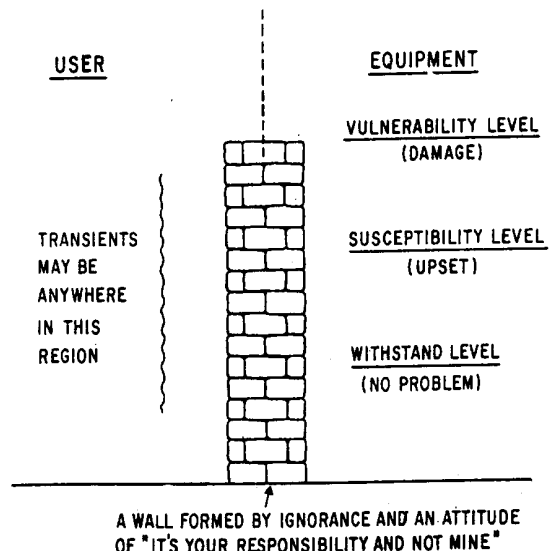 USER
EQUIPMENT
VULNERABILITY LEVEL
(DAMAGE)
TRANSIENTS
MAY BE
ANYWHERE
IN THIS
REGION
SUSCEPTIBILITY LEVEL
(UPSET)
WITHSTAND LEVEL
(NO PROBLEM)
A WALL FORMED BY IGNORANCE AND AN ATTITUDE
OF "IT'S YOUR RESPONSIBILITY AND NOT MINE"